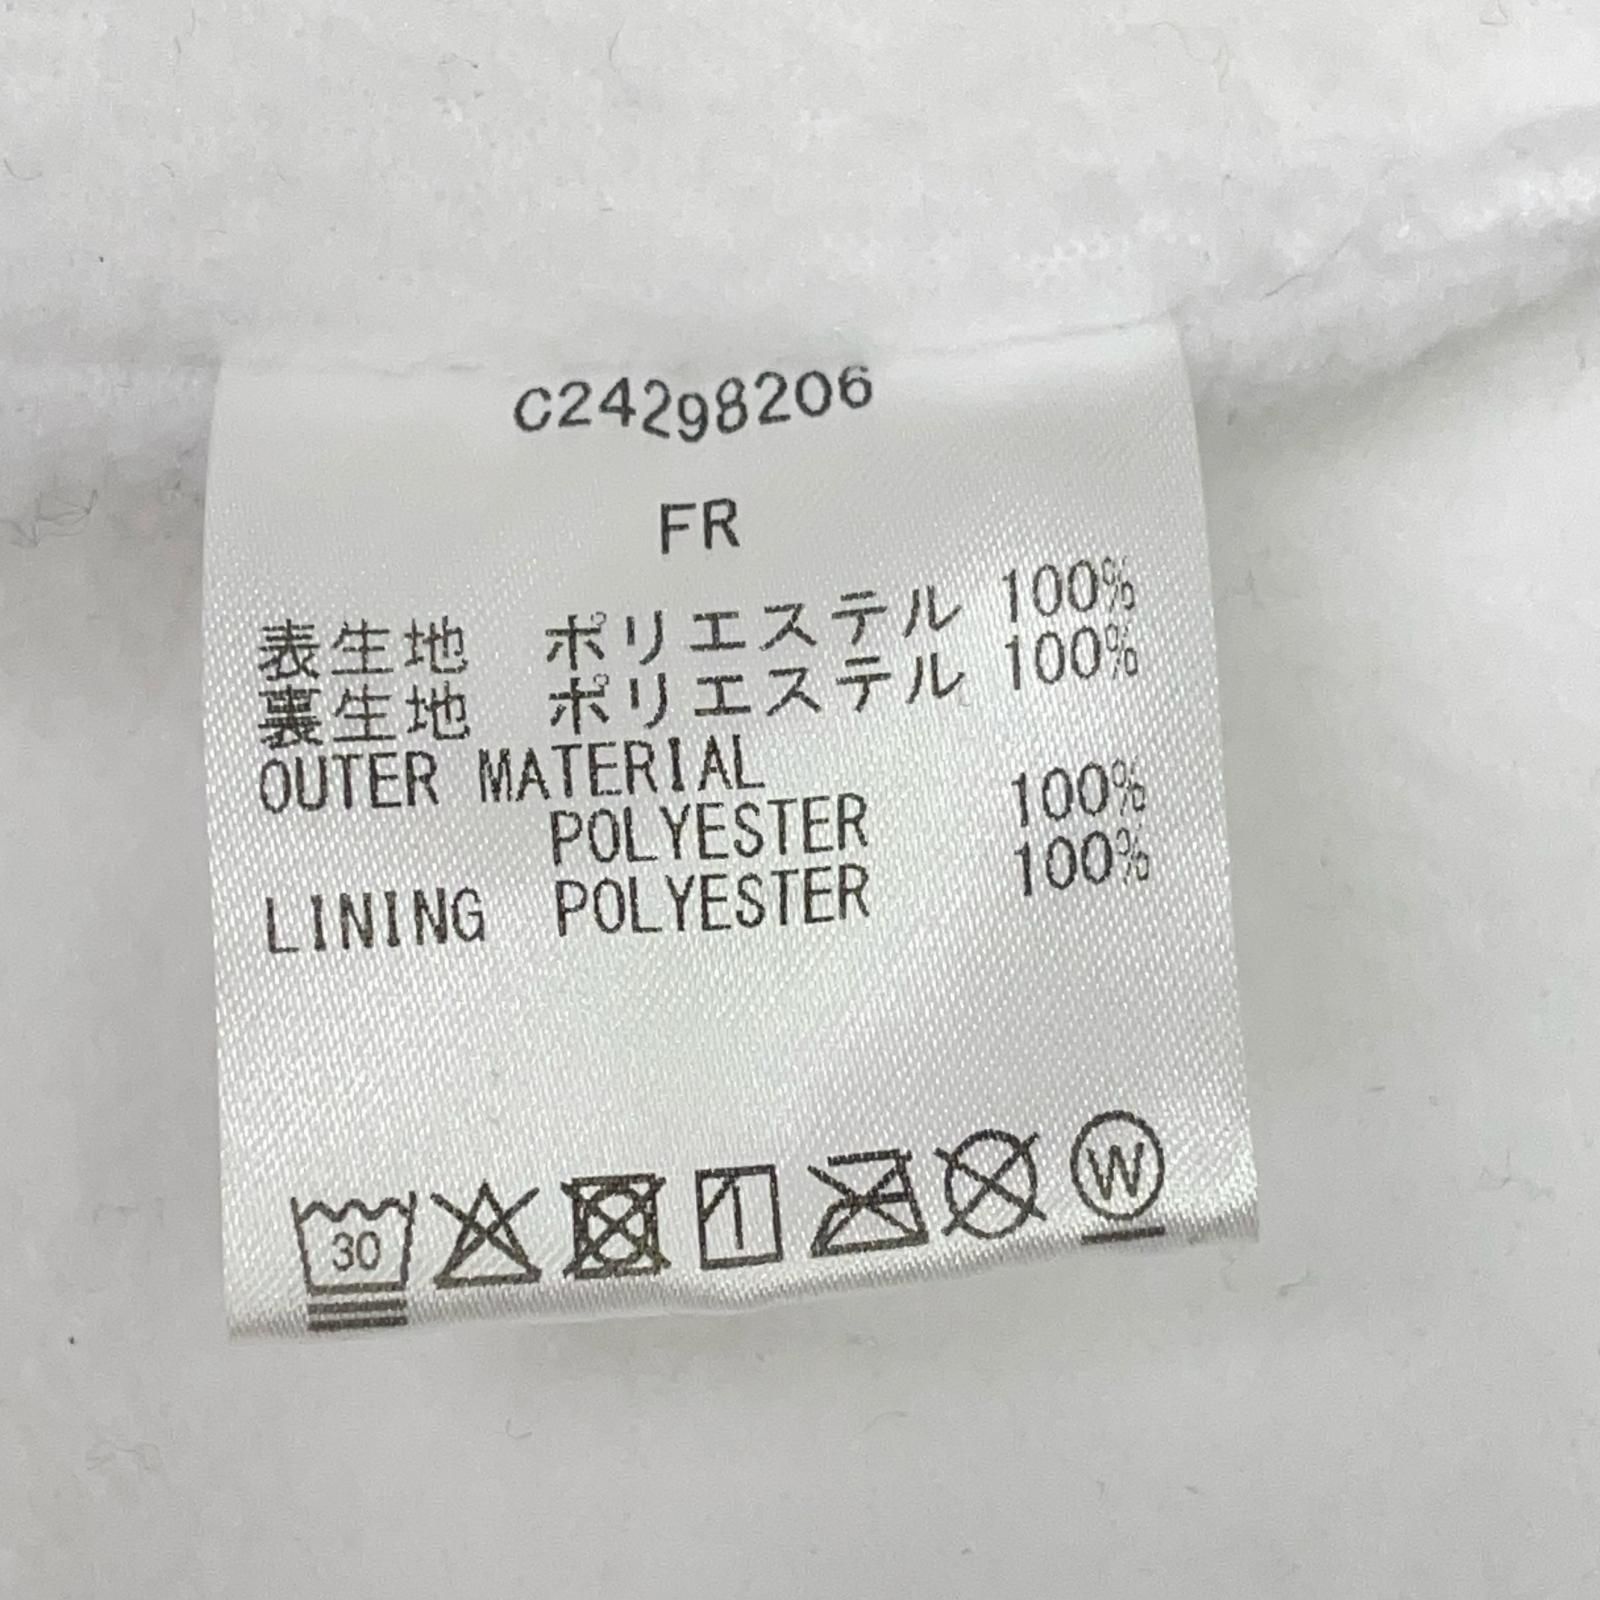 C24298206
FR
表生地 ポリエステル 100%
裏生地 ポリエステル 100%
OUTER MATERIAL
POLYESTER 100%
LINING POLYESTER 100%
30
W